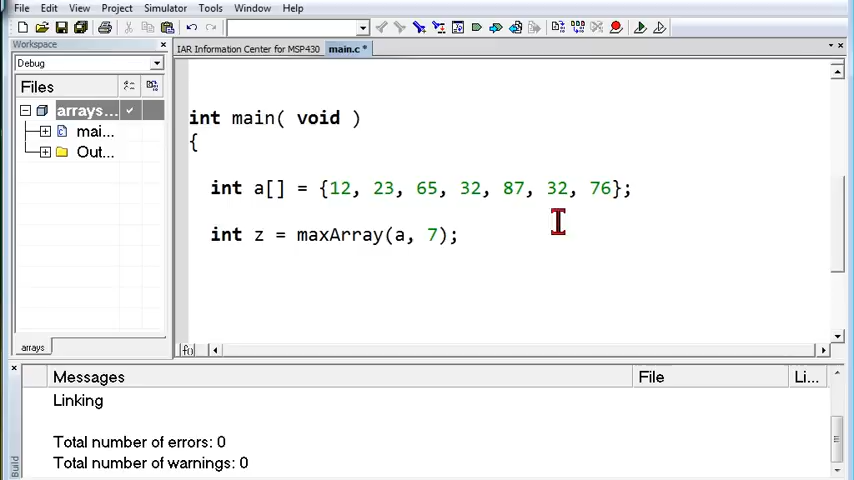 File Edit View Project Simulator Tools Window Help
Workspace
IAR Information Center for MSP430 main.c *
Debug
Files
arrays...
mai...
Out...
arrays
int main( void )
{
int a[] = {12, 23, 65, 32, 87, 32, 76};
int z = maxArray(a, 7);
f()
Messages File Li...
Linking
Total number of errors: 0
Total number of warnings: 0
Build